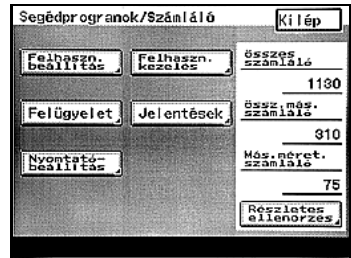 Segédprogramok/Számláló
Kilép
Felhaszn.
beállítás
Felhaszn.
kezelés
összes
számláló
1130
Felügyelet
Jelentések
össz.más.
számláló
310
Nyomtató-
beállítás
Más.méret.
számláló
75
Részletes
ellenőrzés